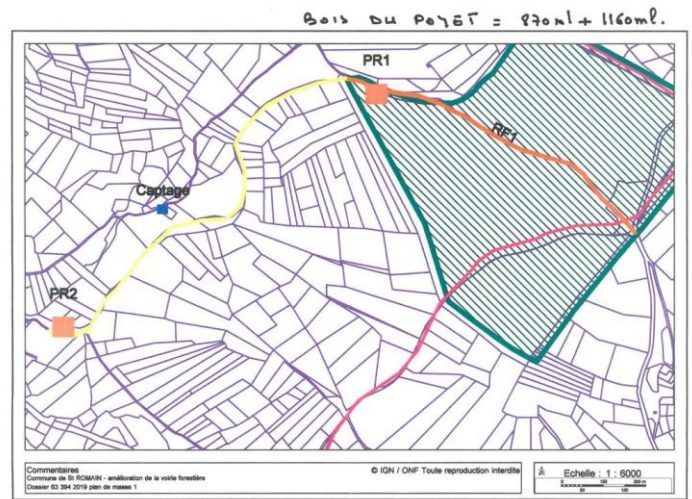 BOIS DU POYET = 870ml + 1160ml.
PR1
RF1
Captage
PR2
Commentaires
Commune de St ROMAIN - amélioration de la voirie forestière
Dossier 63 394 2019 plan de masse 1
© IGN / ONF Toute reproduction interdite
Echelle : 1 : 6000